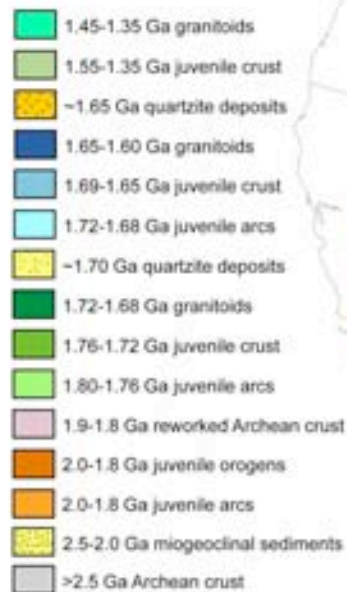 1.45-1.35 Ga granitoids
1.55-1.35 Ga juvenile crust
~1.65 Ga quartzite deposits
1.65-1.60 Ga granitoids
1.69-1.65 Ga juvenile crust
1.72-1.68 Ga juvenile arcs
~1.70 Ga quartzite deposits
1.72-1.68 Ga granitoids
1.76-1.72 Ga juvenile crust
1.80-1.76 Ga juvenile arcs
1.9-1.8 Ga reworked Archean crust
2.0-1.8 Ga juvenile orogens
2.0-1.8 Ga juvenile arcs
2.5-2.0 Ga miogeoclinal sediments
>2.5 Ga Archean crust